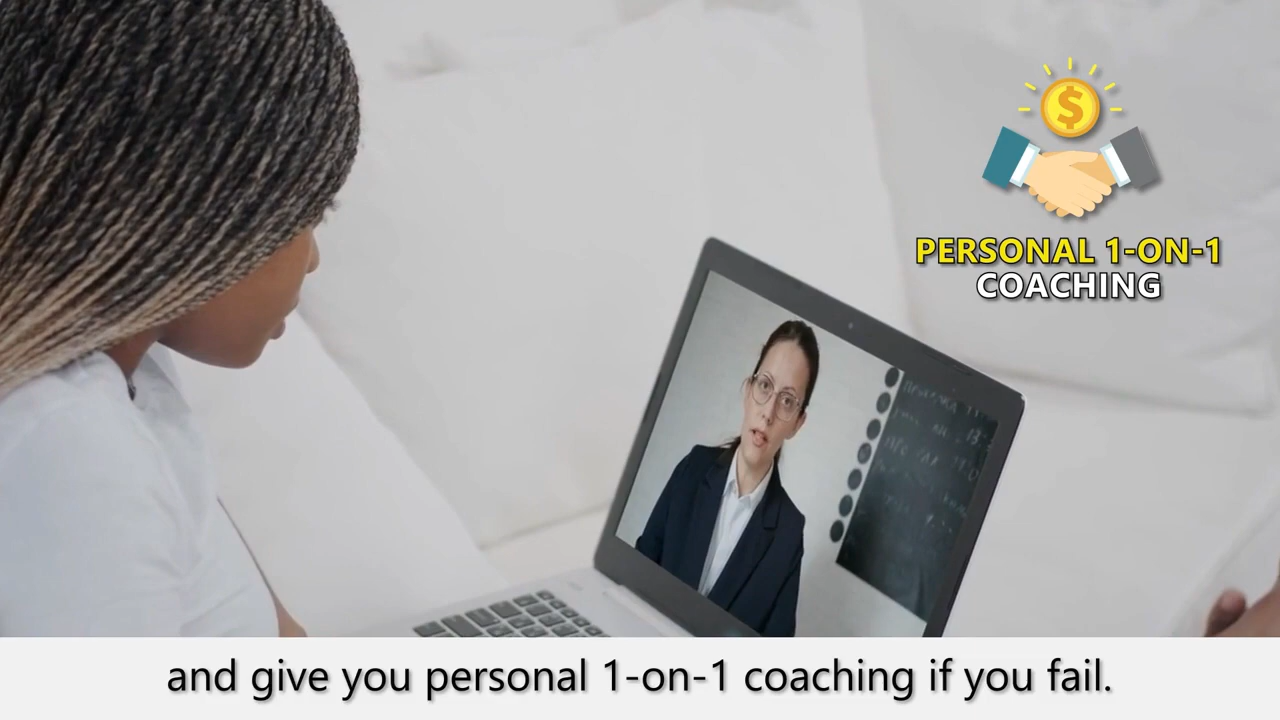 $
PERSONAL 1-ON-1
COACHING
and give you personal 1-on-1 coaching if you fail.